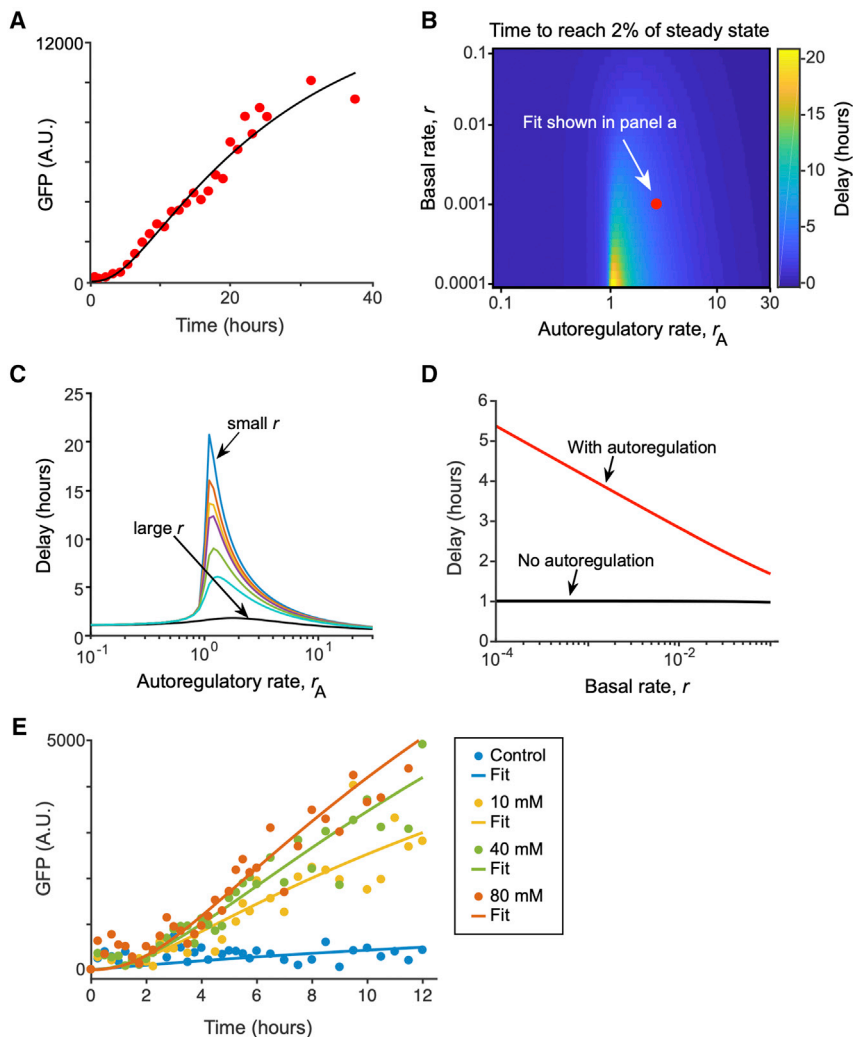 A
12000
GFP (A.U.)
0
0
20
40
Time (hours)
B
Time to reach 2% of steady state
0.1
0.01
0.001
0.0001
Basal rate, r
Fit shown in panel a
0.1
1
10
30
Autoregulatory rate, rA
20
15
10
5
0
Delay (hours)
C
25
20
15
10
5
0
Delay (hours)
small r
large r
10-1
100
101
Autoregulatory rate, rA
D
6
5
4
3
2
1
0
Delay (hours)
With autoregulation
No autoregulation
10-4
10-2
Basal rate, r
E
5000
GFP (A.U.)
0
0
2
4
6
8
10
12
Time (hours)
Control
Fit
10 mM
Fit
40 mM
Fit
80 mM
Fit